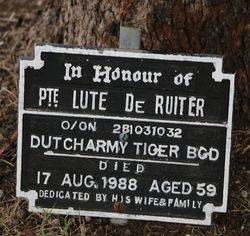 In Honour of
PTE LUTE DE RUITER
O/ON 281031032
DUTCHARMY TIGER BGD
DIED
17 AUG. 1988 AGED 59
DEDICATED BY HIS WIFE & FAMILY